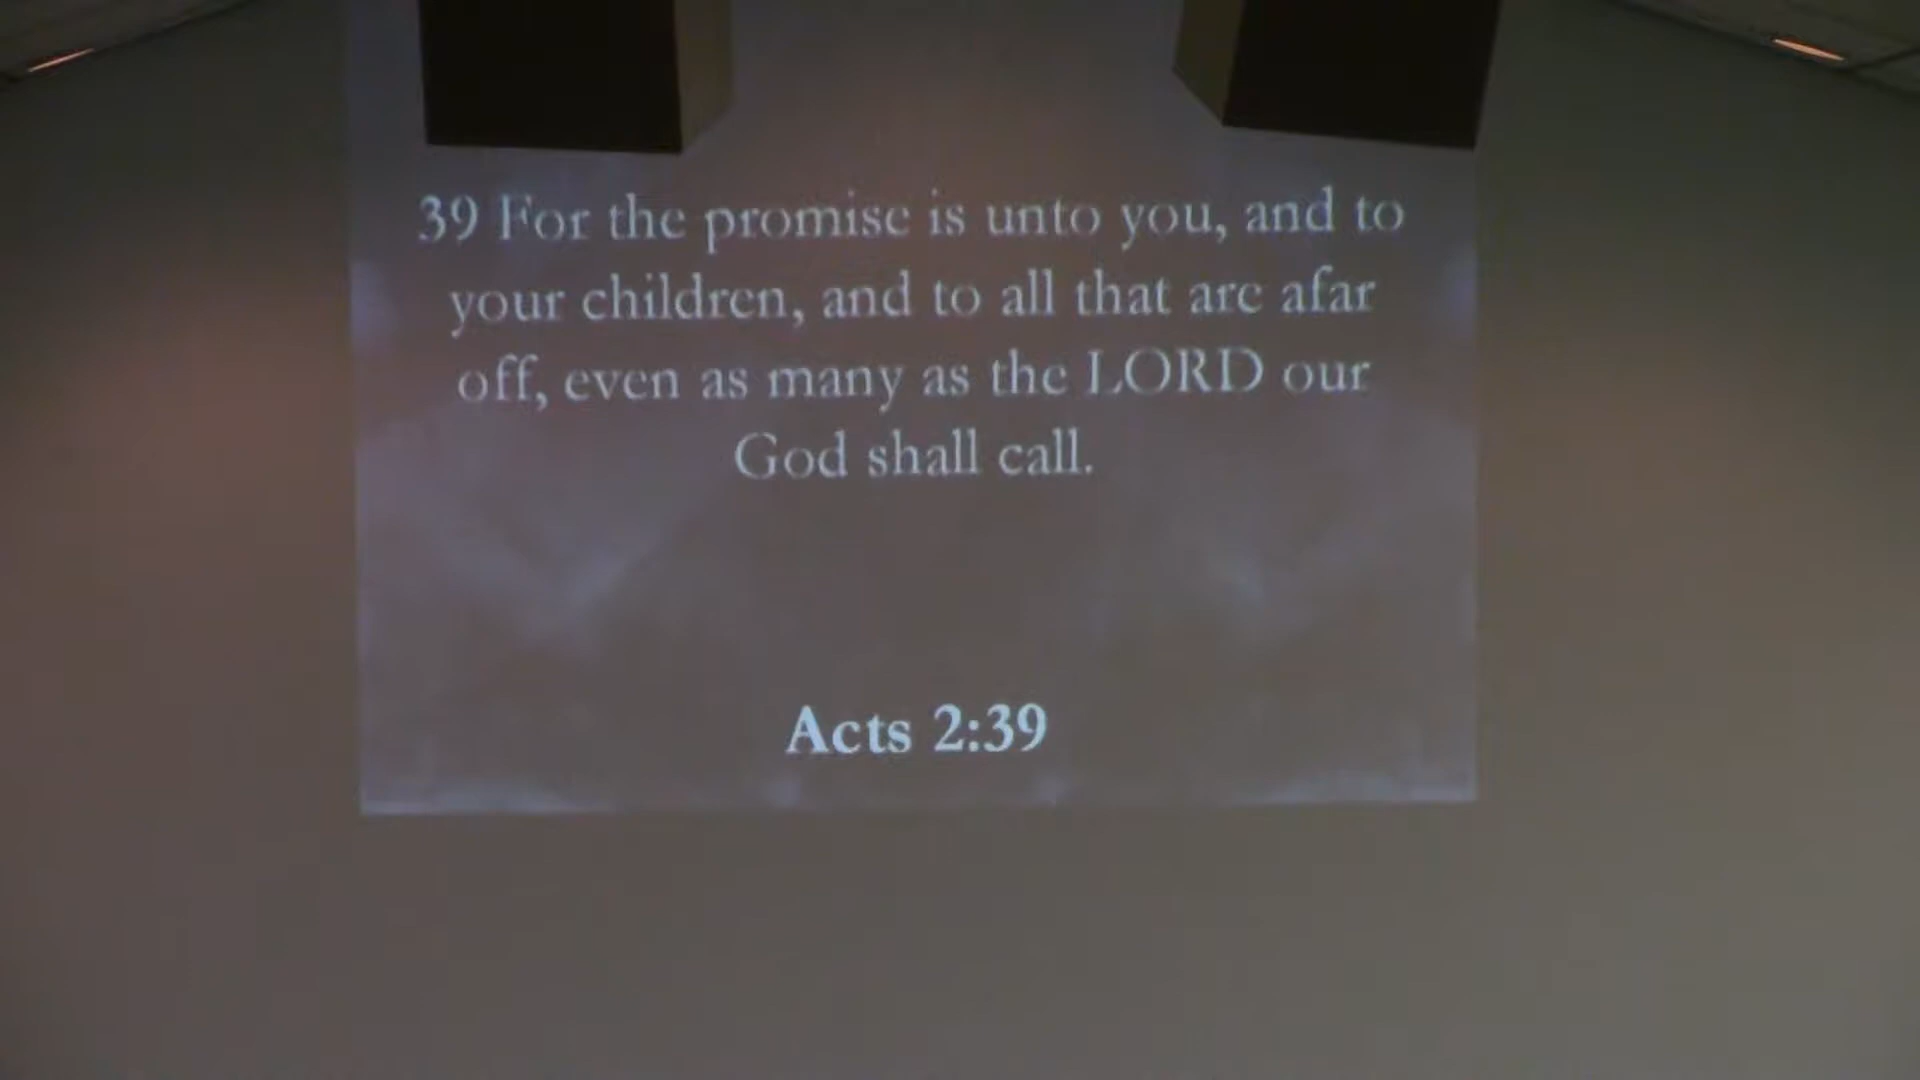 39 For the promise is unto you, and to
your children, and to all that are afar
off, even as many as the LORD our
God shall call.
Acts 2:39